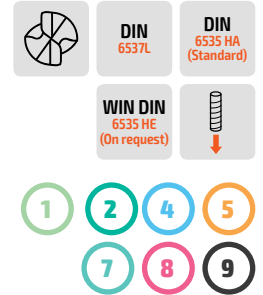 DIN
6537L
DIN
6535 HA
(Standard)
WIN DIN
6535 HE
(On request)
1
2
4
5
7
8
9